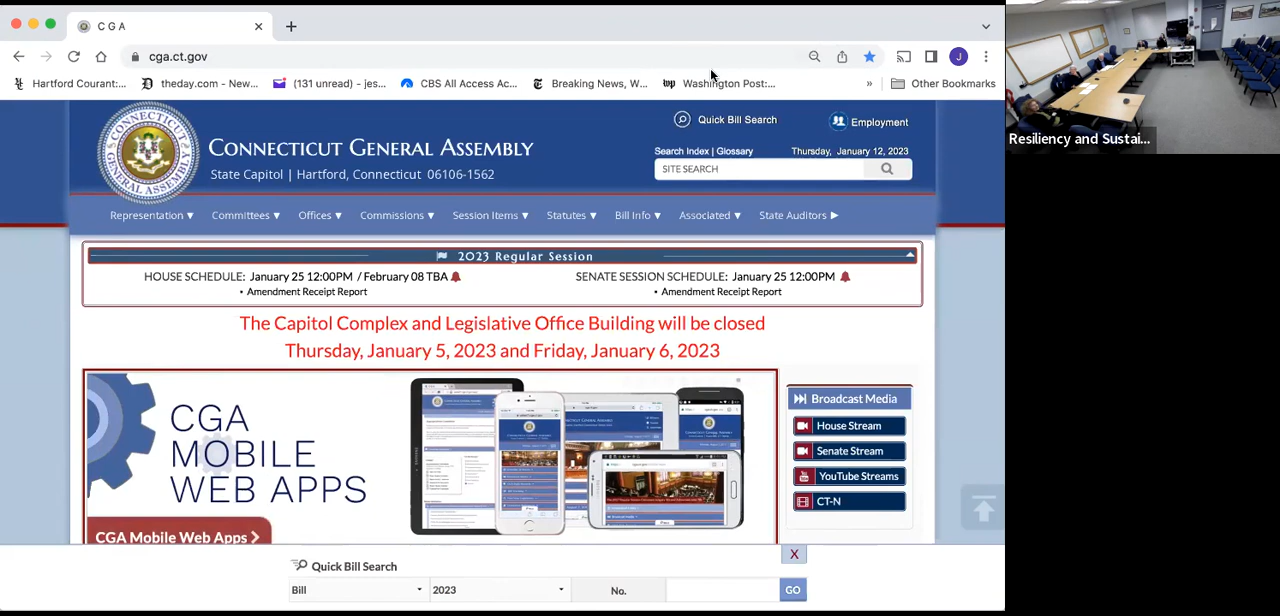 C G A
cga.ct.gov
J
Hartford Courant:...
theday.com - New...
(131 unread) - jes...
CBS All Access Ac...
Breaking News, W...
Washington Post:...
»
Other Bookmarks
CONNECTICUT GENERAL ASSEMBLY
State Capitol | Hartford, Connecticut 06106-1562
Quick Bill Search
Employment
Search Index | Glossary
Thursday, January 12, 2023
SITE SEARCH
Representation ▼ Committees ▼ Offices ▼ Commissions ▼ Session Items ▼ Statutes ▼ Bill Info ▼ Associated ▼ State Auditors ▶
2023 Regular Session
HOUSE SCHEDULE: January 25 12:00PM / February 08 TBA
• Amendment Receipt Report
SENATE SESSION SCHEDULE: January 25 12:00PM
• Amendment Receipt Report
The Capitol Complex and Legislative Office Building will be closed
Thursday, January 5, 2023 and Friday, January 6, 2023
CGA
MOBILE
WEB APPS
CGA Mobile Web Apps >
Broadcast Media
House Stream
Senate Stream
YouTube Streams
CT-N
X
Quick Bill Search
Bill
2023
No.
GO
Resiliency and Sustai...